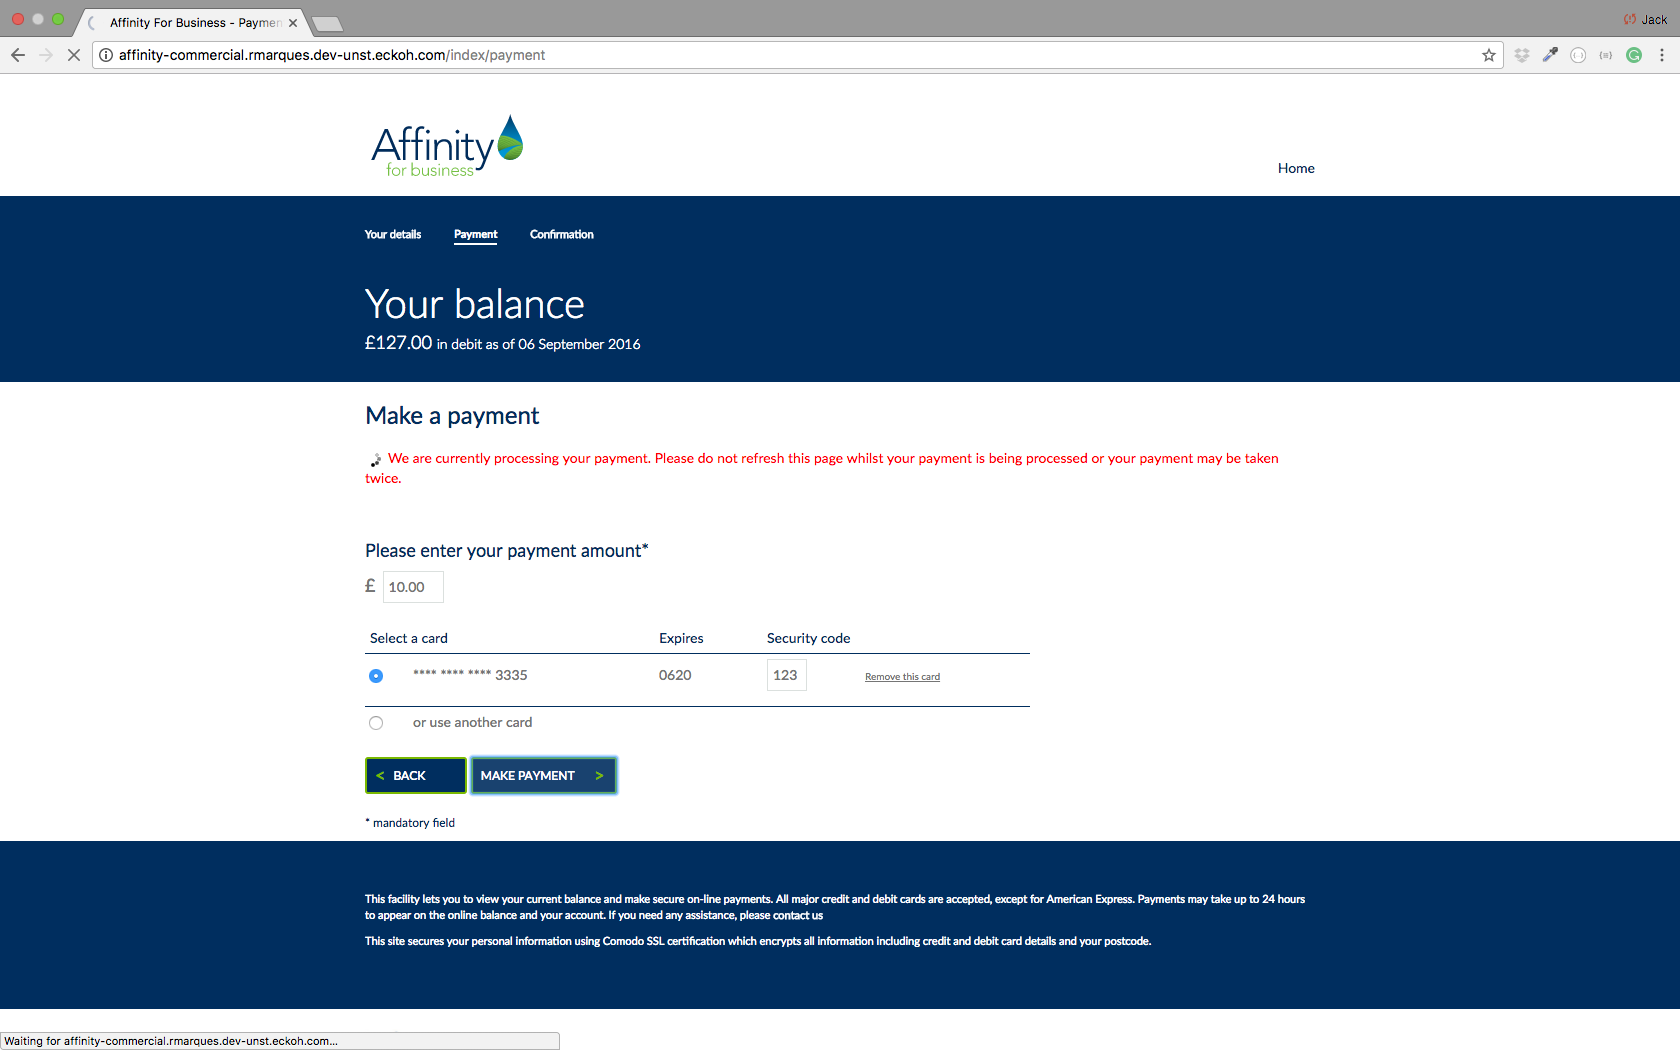 Affinity For Business - Paymen
Jack
affinity-commercial.rmarques.dev-unst.eckoh.com/index/payment
Affinity
for business
Home
Your details Payment Confirmation
Your balance
£127.00 in debit as of 06 September 2016
Make a payment
We are currently processing your payment. Please do not refresh this page whilst your payment is being processed or your payment may be taken
twice.
Please enter your payment amount*
£ 10.00
Select a card Expires Security code
**** **** **** 3335 0620 123 Remove this card
or use another card
< BACK MAKE PAYMENT >
* mandatory field
This facility lets you to view your current balance and make secure on-line payments. All major credit and debit cards are accepted, except for American Express. Payments may take up to 24 hours
to appear on the online balance and your account. If you need any assistance, please contact us
This site secures your personal information using Comodo SSL certification which encrypts all information including credit and debit card details and your postcode.
Waiting for affinity-commercial.rmarques.dev-unst.eckoh.com...